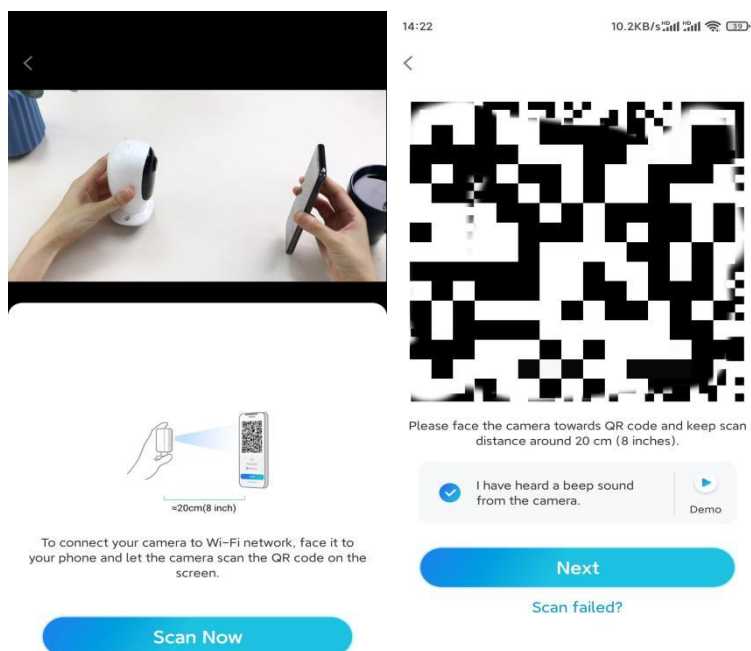 ≈20cm(8 inch)
To connect your camera to Wi-Fi network, face it to
your phone and let the camera scan the QR code on the
screen.
Scan Now
14:22
10.2KB/s HD HD 39
Please face the camera towards QR code and keep scan
distance around 20 cm (8 inches).
I have heard a beep sound
from the camera.
Demo
Next
Scan failed?